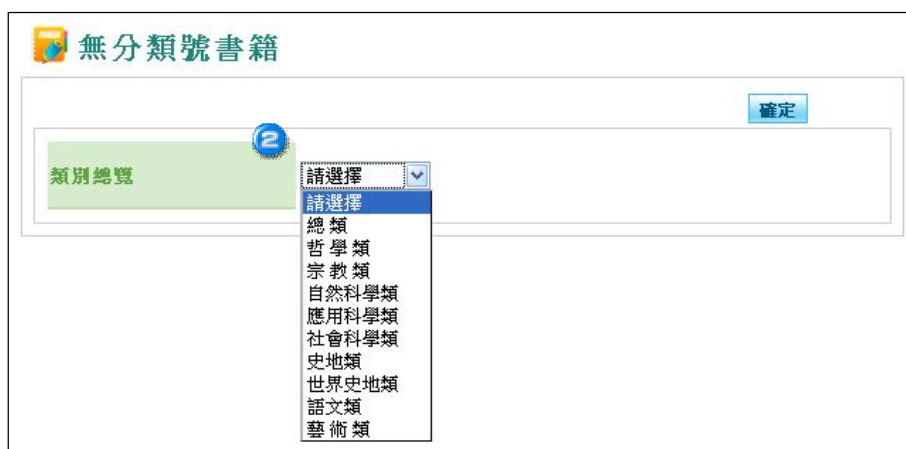 無分類號書籍
確定
2
類別總覽
請選擇
請選擇
總 類
哲 學 類
宗 教 類
自然科學類
應用科學類
社會科學類
史地類
世界史地類
語文類
藝 術 類